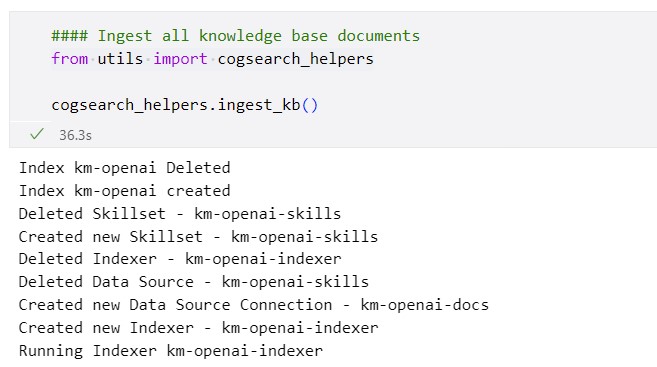 #### Ingest all knowledge base documents
from utils import cogsearch_helpers
cogsearch_helpers.ingest_kb()
36.3s
Index km-openai Deleted
Index km-openai created
Deleted Skillset - km-openai-skills
Created new Skillset - km-openai-skills
Deleted Indexer - km-openai-indexer
Deleted Data Source - km-openai-skills
Created new Data Source Connection - km-openai-docs
Created new Indexer - km-openai-indexer
Running Indexer km-openai-indexer